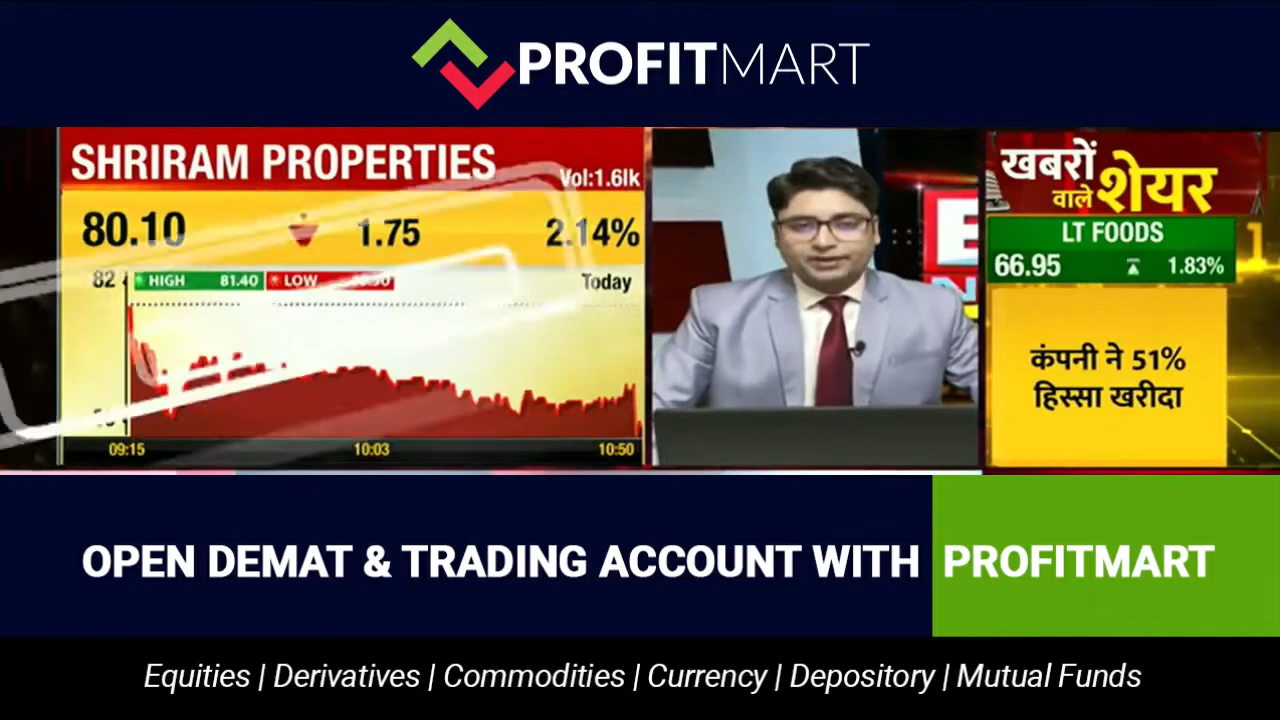 PROFITMART
SHRIRAM PROPERTIES
Vol:1.6lk
80.10 1.75 2.14%
82 HIGH 81.40 LOW Today
09:15 10:03 10:50
खबरों
वाले शेयर
LT FOODS
66.95 1.83%
कंपनी ने 51%
हिस्सा खरीदा
OPEN DEMAT & TRADING ACCOUNT WITH PROFITMART
Equities | Derivatives | Commodities | Currency | Depository | Mutual Funds